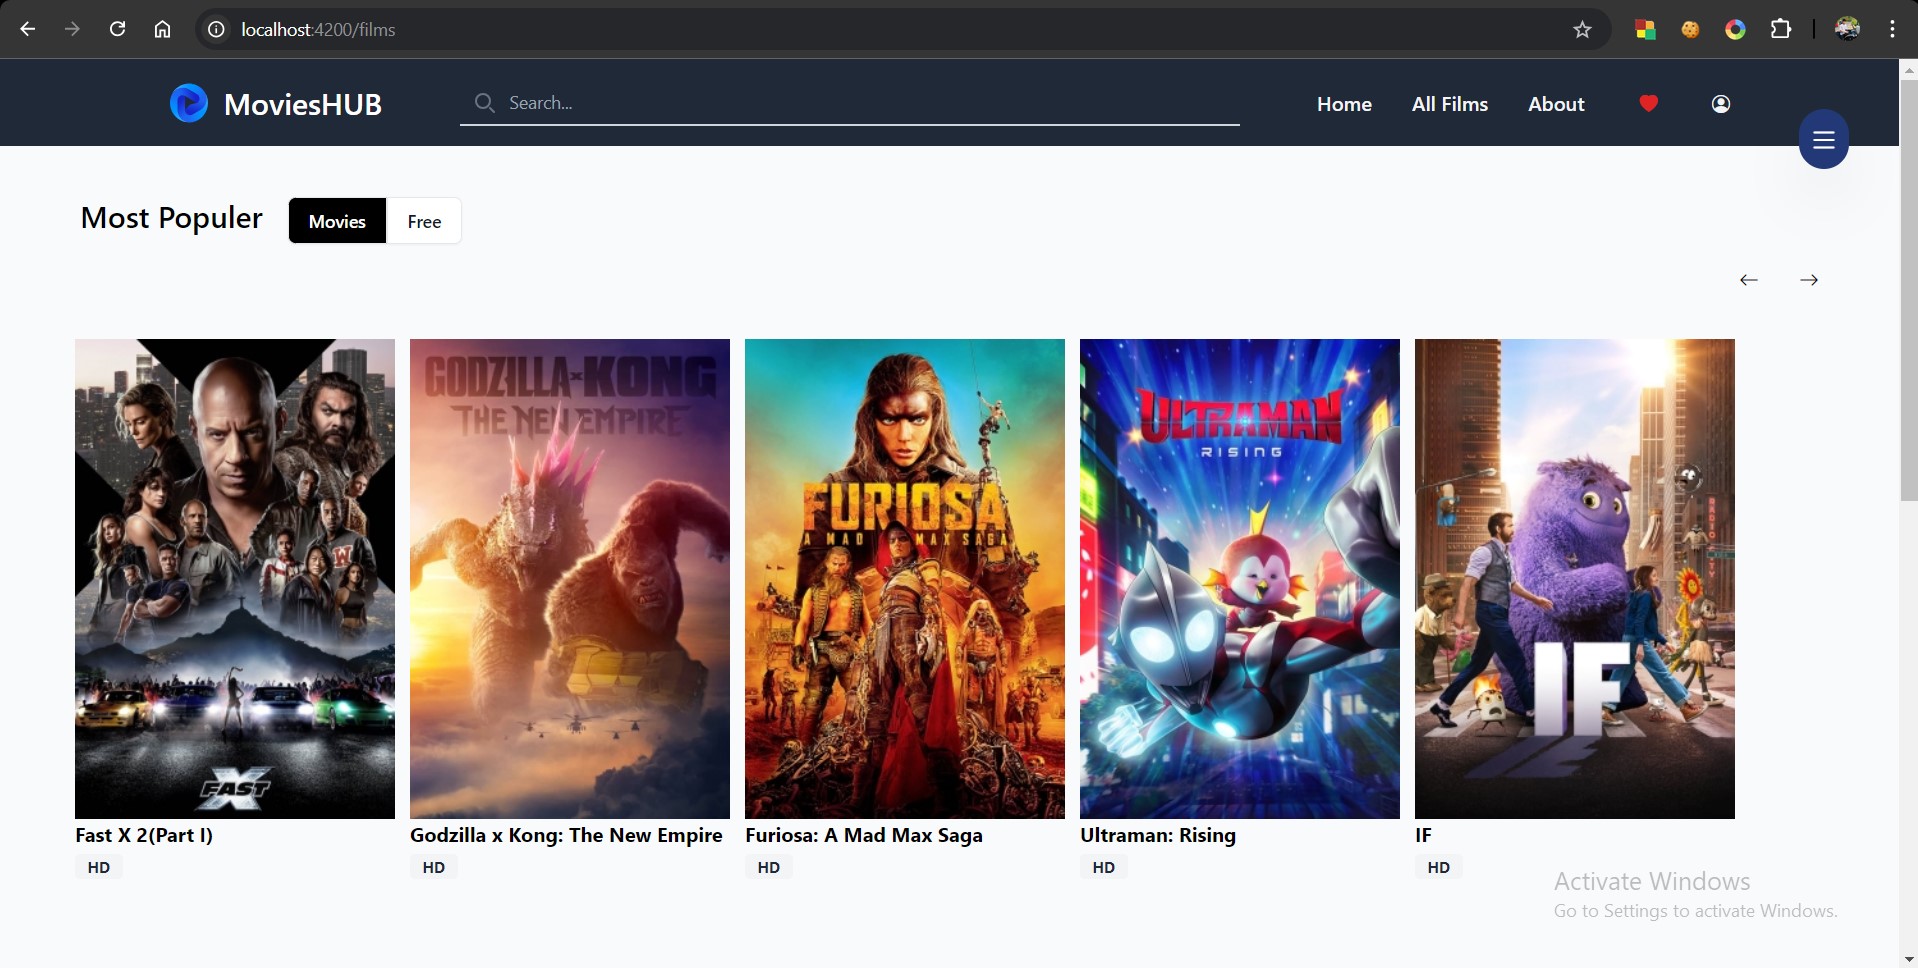 localhost:4200/films
MoviesHUB
Search...
Home
All Films
About
Most Populer
Movies
Free
GODZILLA x KONG
THE NEW EMPIRE
FURIOSA
A MAD MAX SAGA
ULTRAMAN
RISING
W
RADIO CITY
IF
FAST X
Fast X 2(Part I)
Godzilla x Kong: The New Empire
Furiosa: A Mad Max Saga
Ultraman: Rising
IF
HD
HD
HD
HD
HD
Activate Windows
Go to Settings to activate Windows.